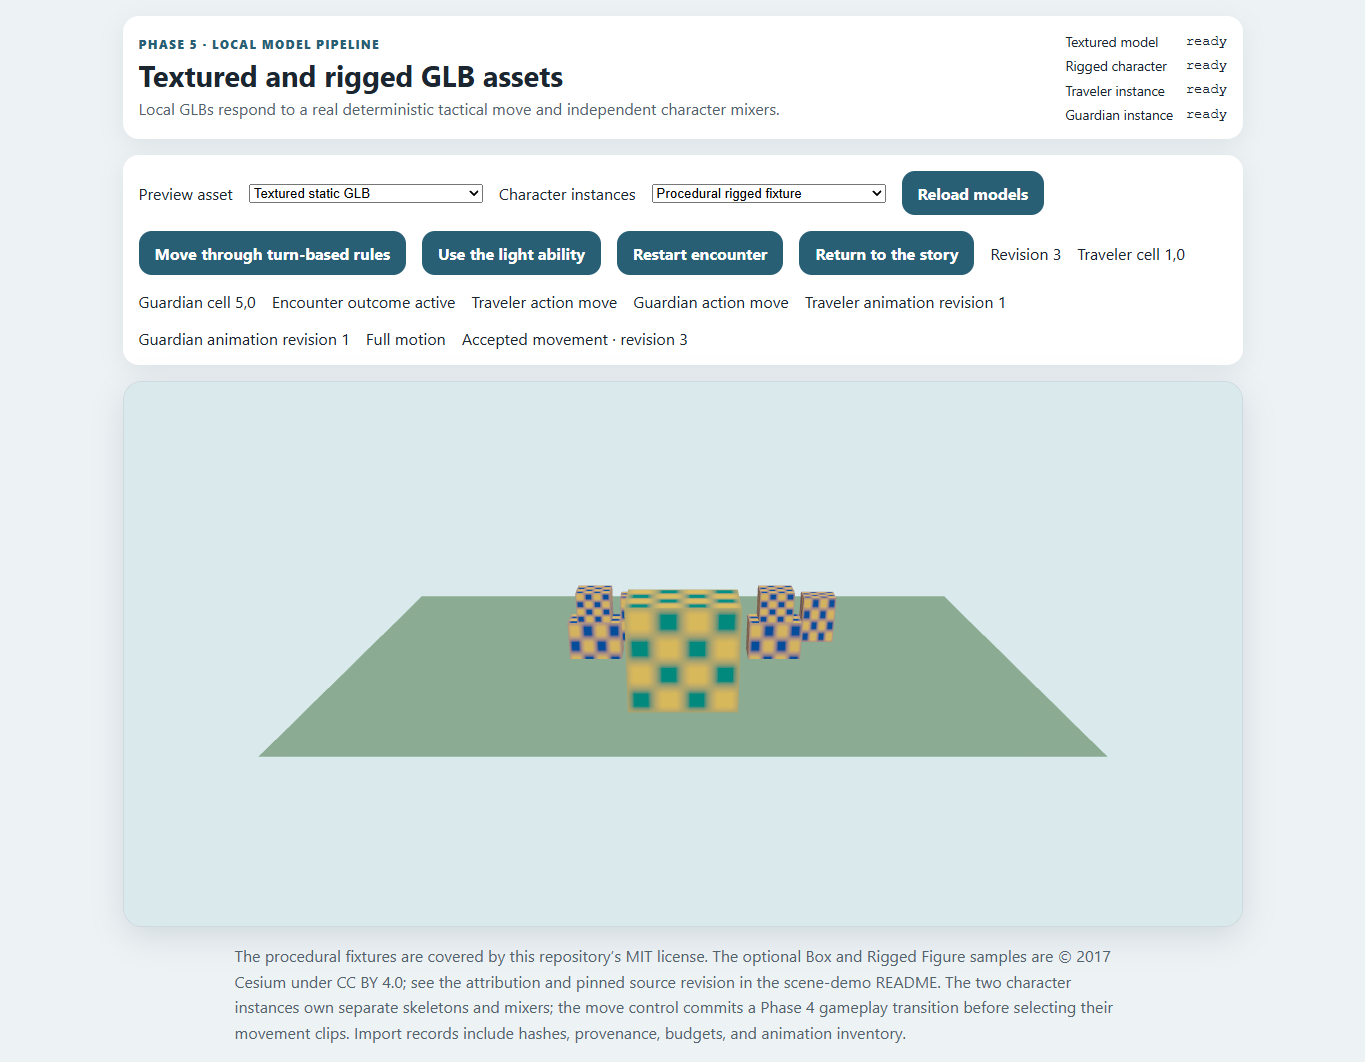 PHASE 5 · LOCAL MODEL PIPELINE
Textured and rigged GLB assets
Local GLBs respond to a real deterministic tactical move and independent character mixers.
Textured model ready
Rigged character ready
Traveler instance ready
Guardian instance ready
Preview asset Textured static GLB Character instances Procedural rigged fixture Reload models
Move through turn-based rules Use the light ability Restart encounter Return to the story Revision 3 Traveler cell 1,0
Guardian cell 5,0 Encounter outcome active Traveler action move Guardian action move Traveler animation revision 1
Guardian animation revision 1 Full motion Accepted movement · revision 3
The procedural fixtures are covered by this repository’s MIT license. The optional Box and Rigged Figure samples are © 2017
Cesium under CC BY 4.0; see the attribution and pinned source revision in the scene-demo README. The two character
instances own separate skeletons and mixers; the move control commits a Phase 4 gameplay transition before selecting their
movement clips. Import records include hashes, provenance, budgets, and animation inventory.